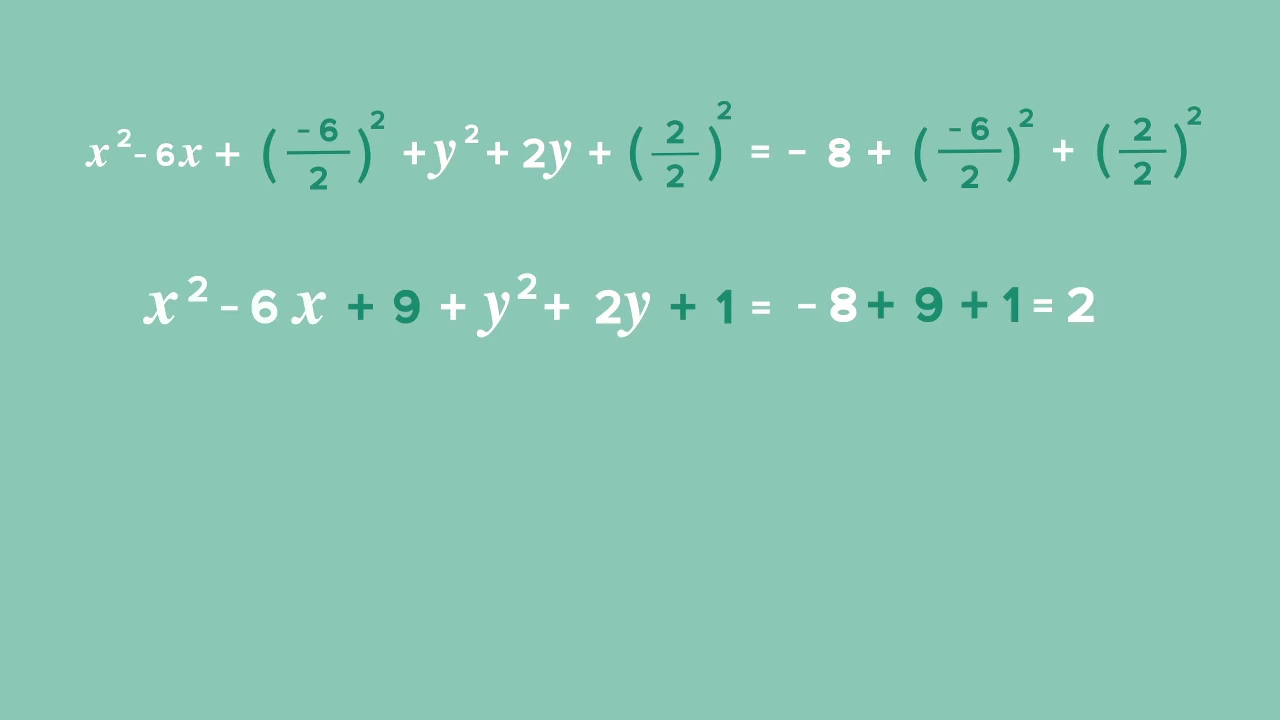 x² - 6x + (-6/2)² + y² + 2y + (2/2)² = - 8 + (-6/2)² + (2/2)²
x² - 6x + 9 + y² + 2y + 1 = - 8 + 9 + 1 = 2